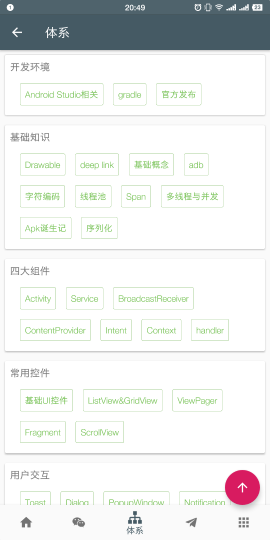 20:49
体系
开发环境
Android Studio相关 gradle 官方发布
基础知识
Drawable deep link 基础概念 adb
字符编码 线程池 Span 多线程与并发
Apk诞生记 序列化
四大组件
Activity Service BroadcastReceiver
ContentProvider Intent Context handler
常用控件
基础UI控件 ListView&GridView ViewPager
Fragment ScrollView
用户交互
Toast Dialog PopupWindow Notification
体系